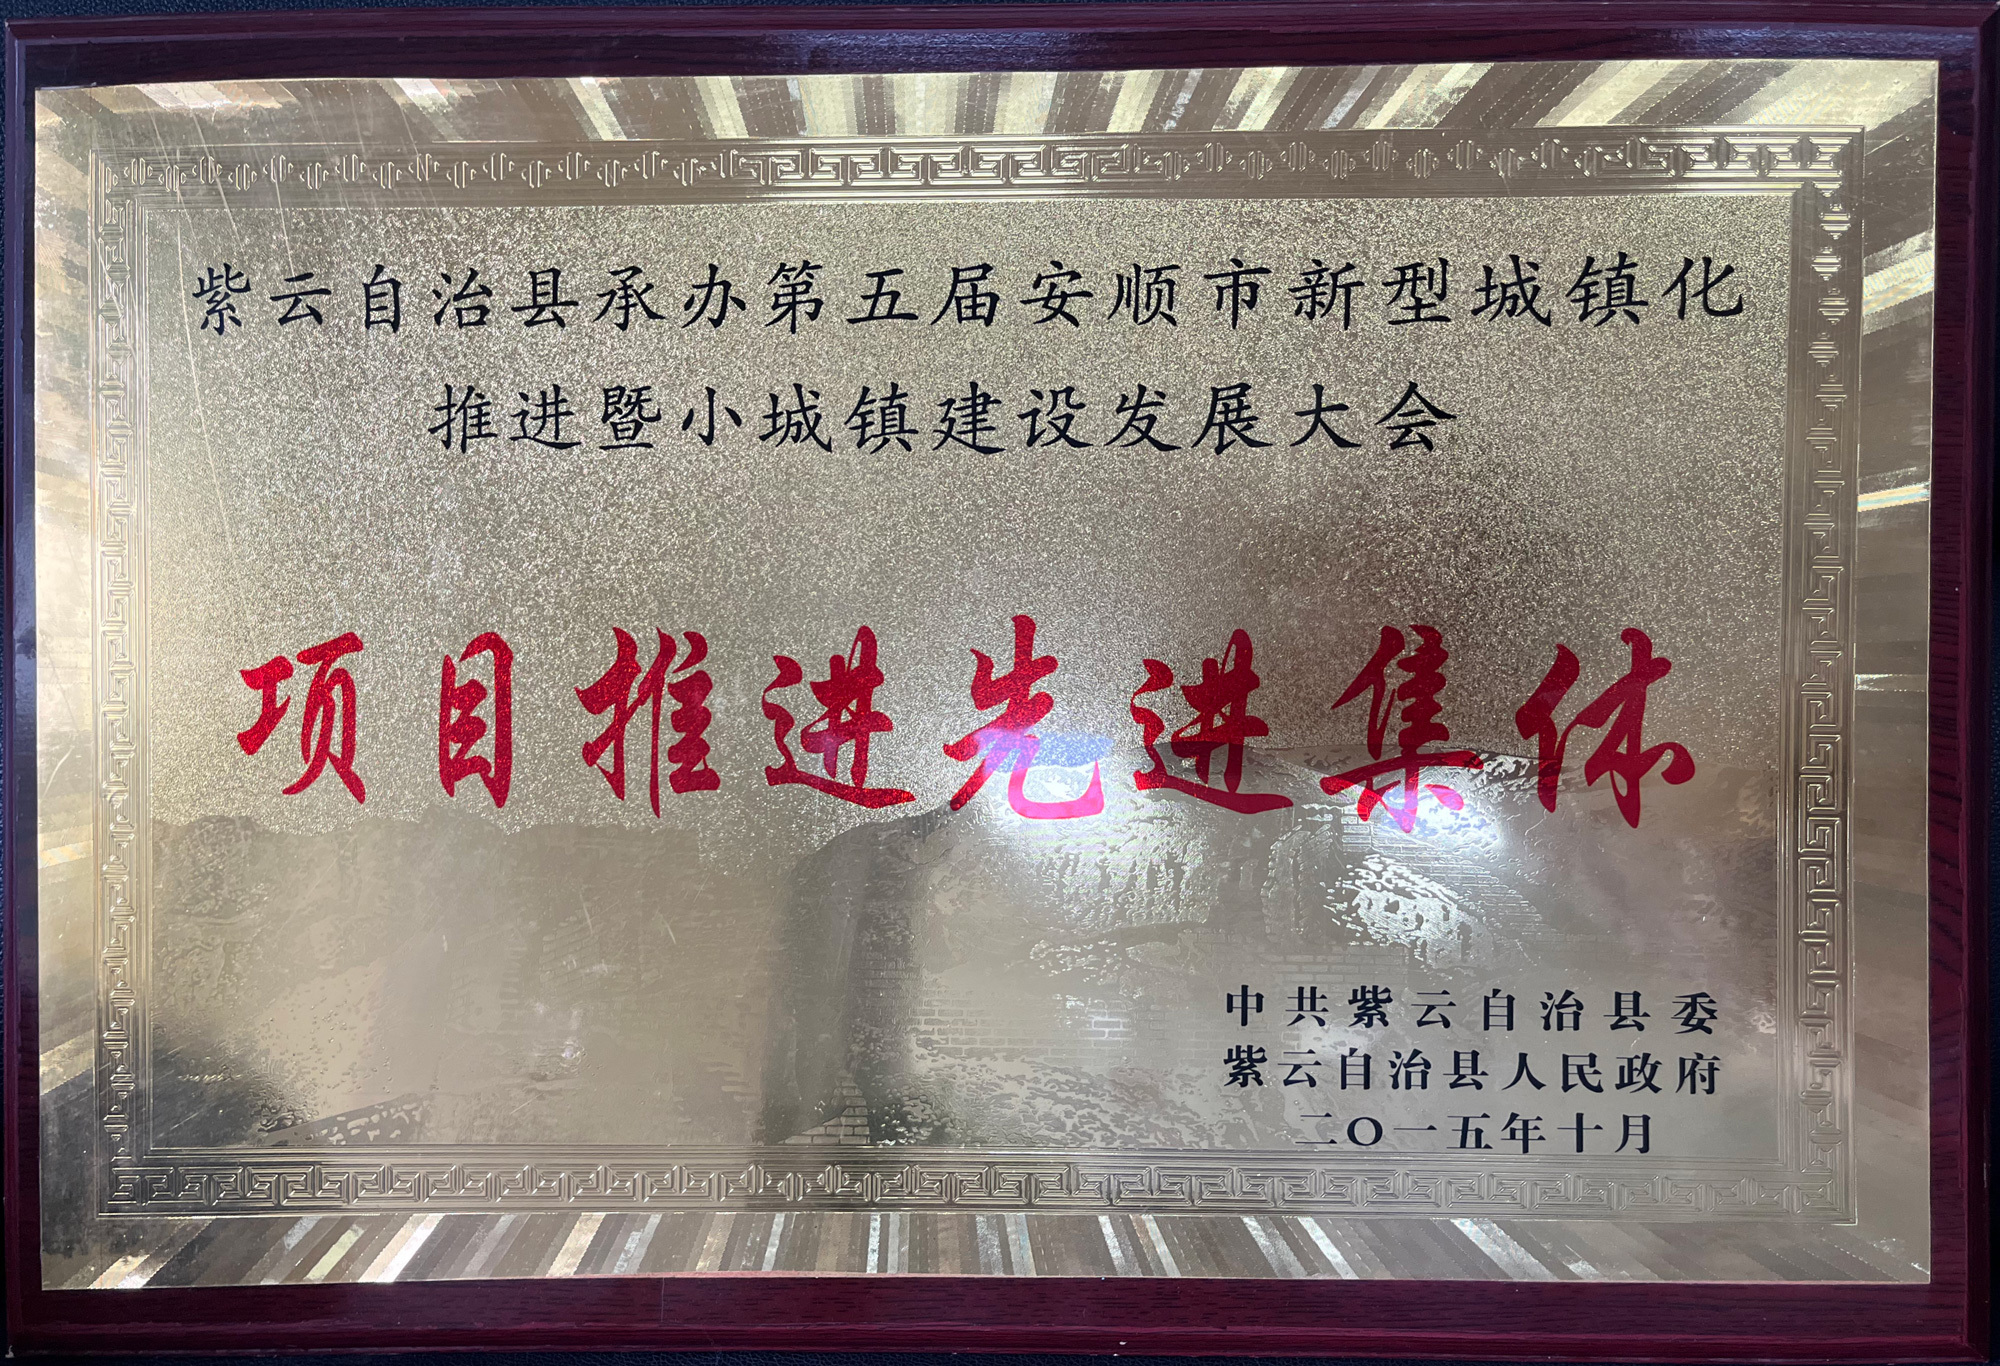 紫云自治县承办第五届安顺市新型城镇化
推进暨小城镇建设发展大会
项目推进先进集体
中共紫云自治县委
紫云自治县人民政府
二〇一五年十月